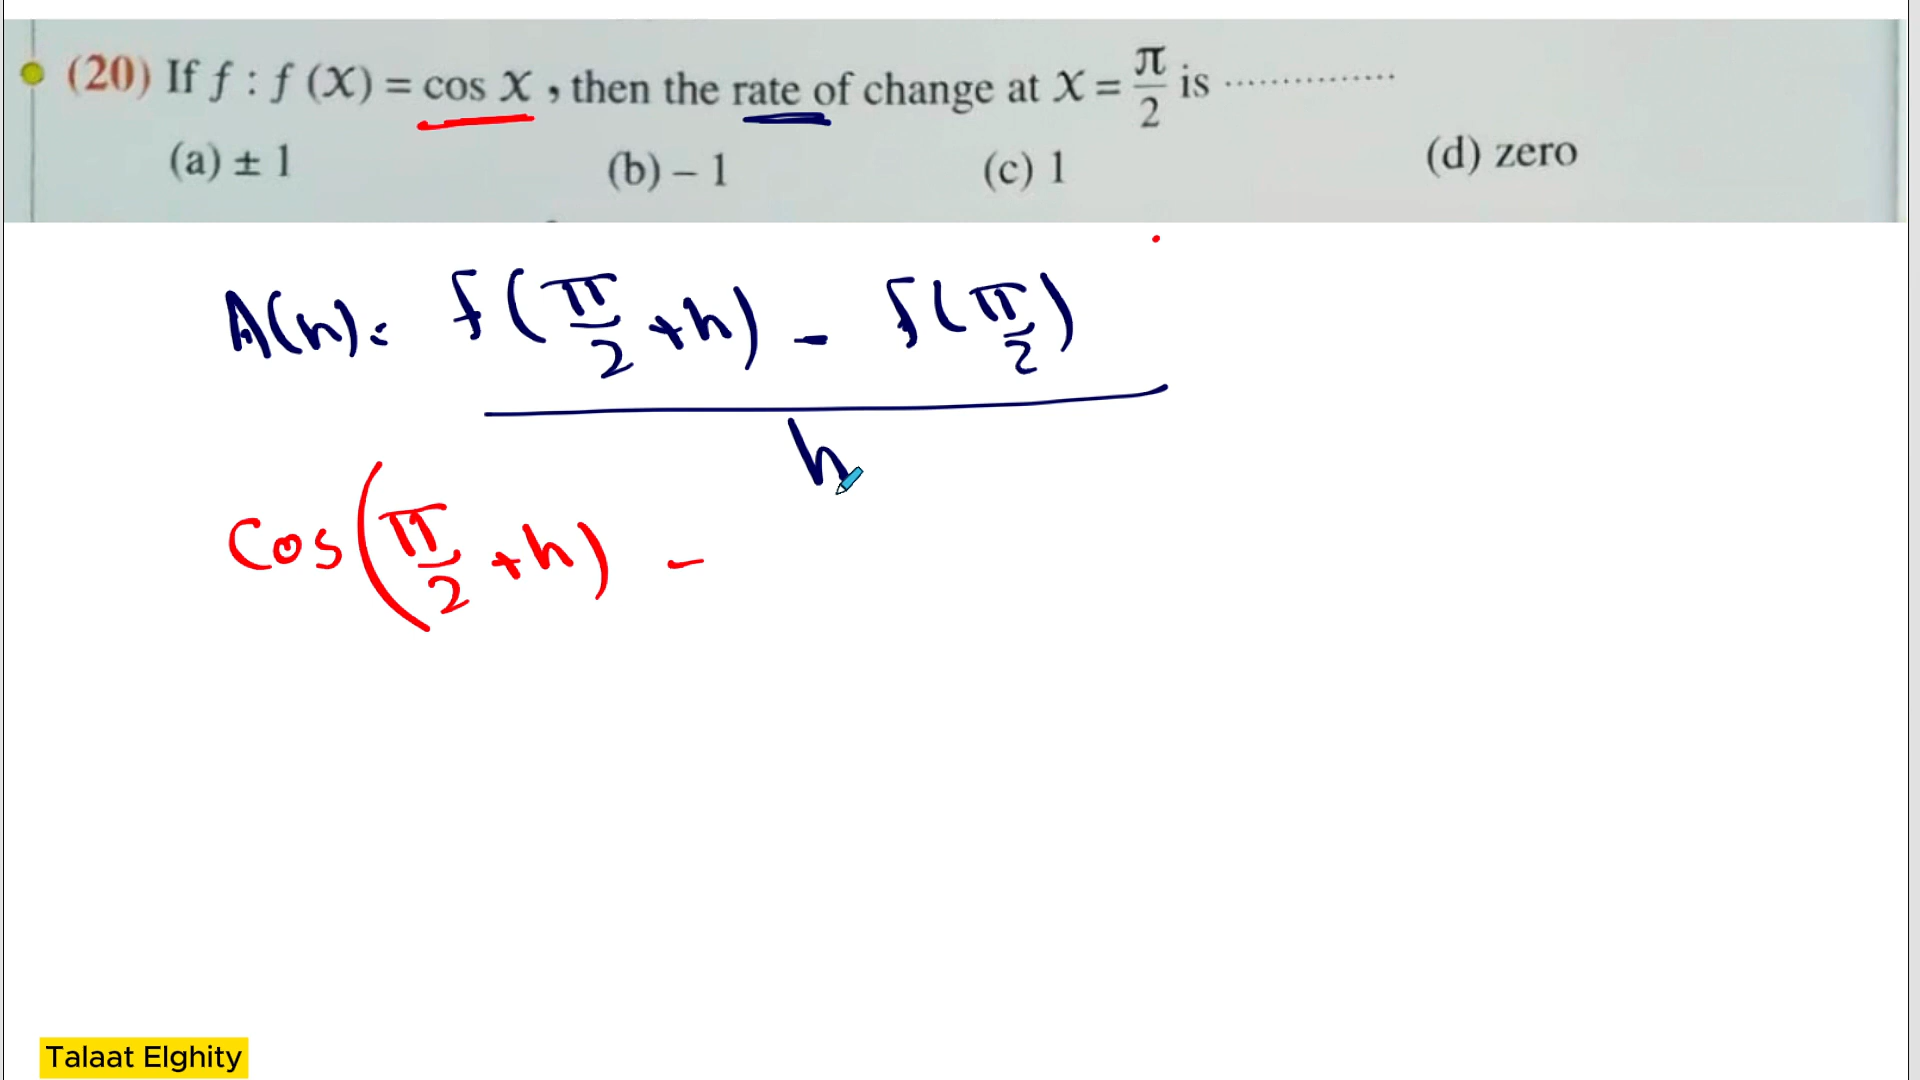 (20) If f : f (X) = cos X , then the rate of change at X = π/2 is ...............
(a) ± 1 (b) – 1 (c) 1 (d) zero
A(h) = f(π/2 + h) - f(π/2)
h
Cos(π/2 + h) -
Talaat Elghity